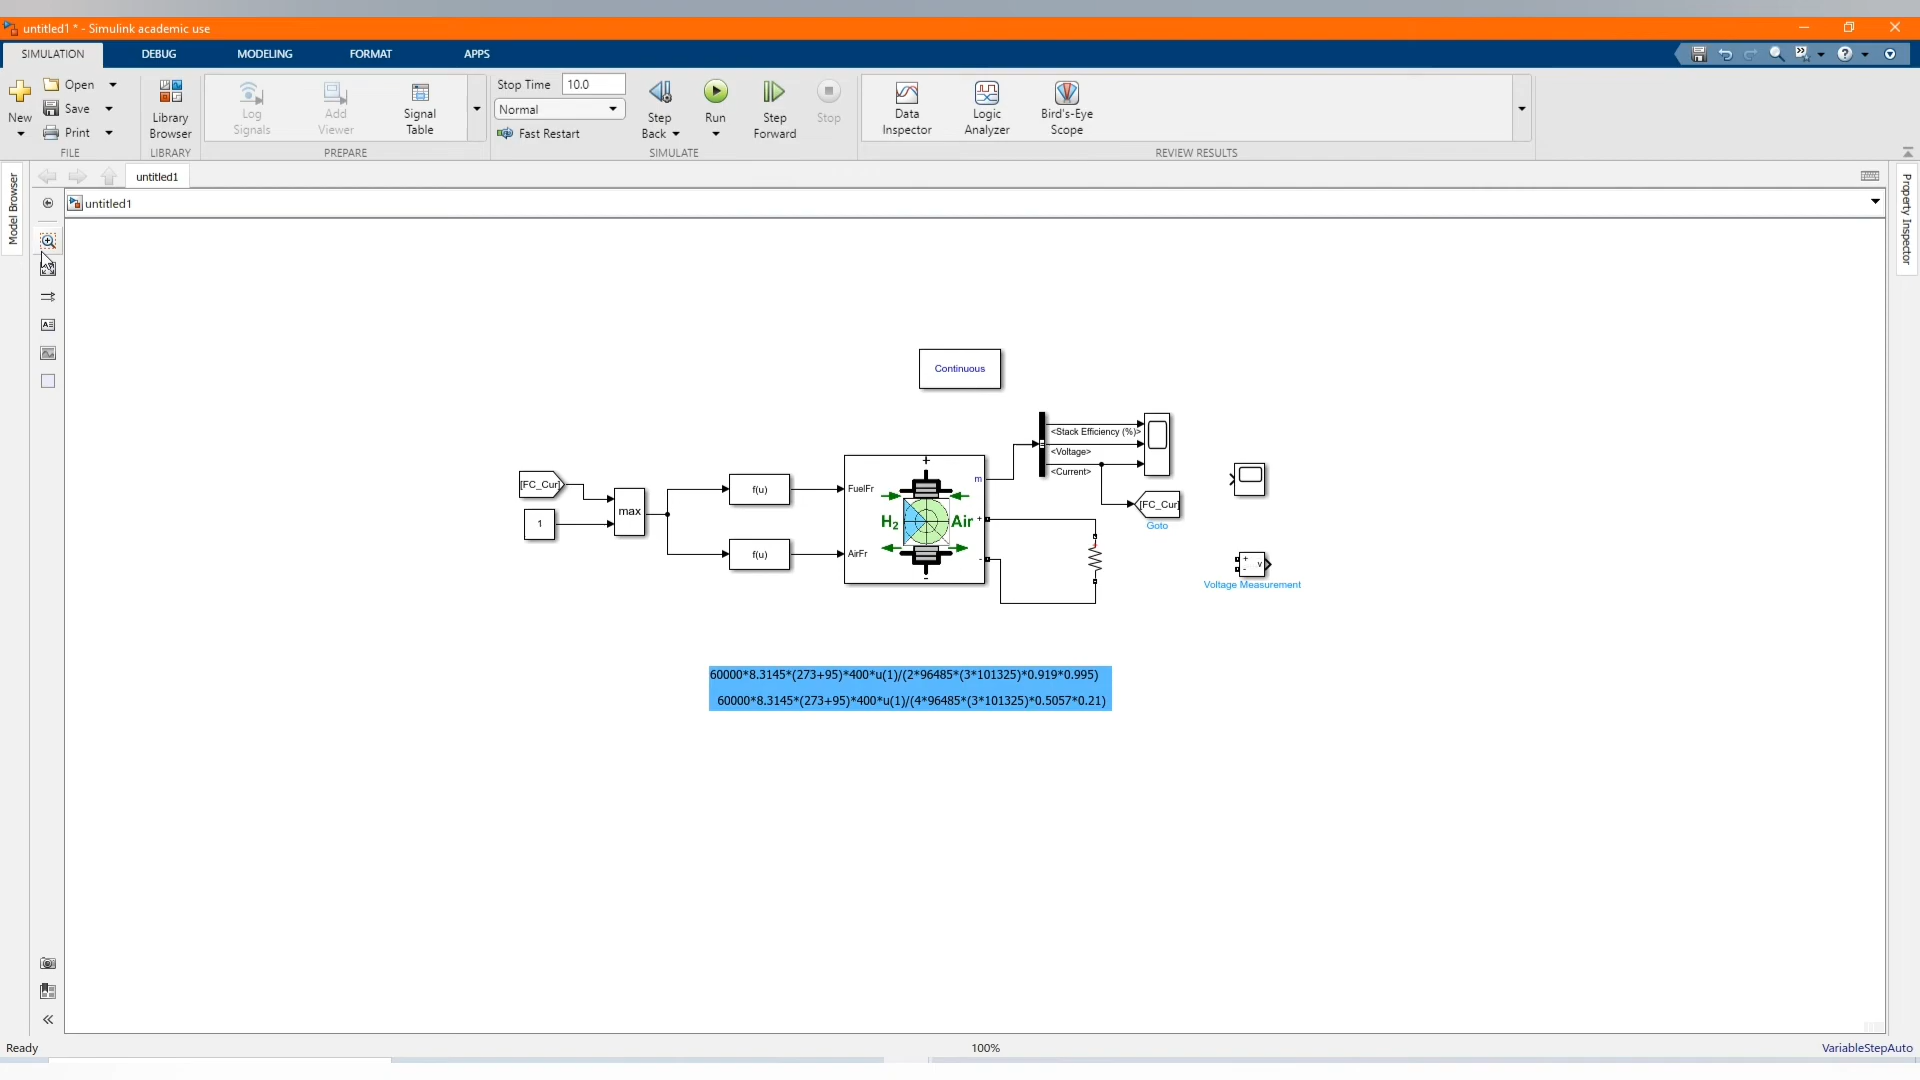 untitled1 * - Simulink academic use
SIMULATION DEBUG MODELING FORMAT APPS
New
Open
Save
Print
FILE
Library Browser
LIBRARY
Log Signals
Add Viewer
Signal Table
PREPARE
Stop Time 10.0
Normal
Fast Restart
Step Back
Run
Step Forward
Stop
SIMULATE
Data Inspector
Logic Analyzer
Bird's-Eye Scope
REVIEW RESULTS
Model Browser
untitled1
untitled1
Property Inspector
Continuous
<Stack Efficiency (%)>
<Voltage>
<Current>
[FC_Cur]
1
max
f(u)
f(u)
FuelFr
AirFr
+
H2 Air
-
m
+
-
[FC_Cur]
Goto
+
-
v
Voltage Measurement
60000*8.3145*(273+95)*400*u(1)/(2*96485*(3*101325)*0.919*0.995)
60000*8.3145*(273+95)*400*u(1)/(4*96485*(3*101325)*0.5057*0.21)
Ready
100%
VariableStepAuto